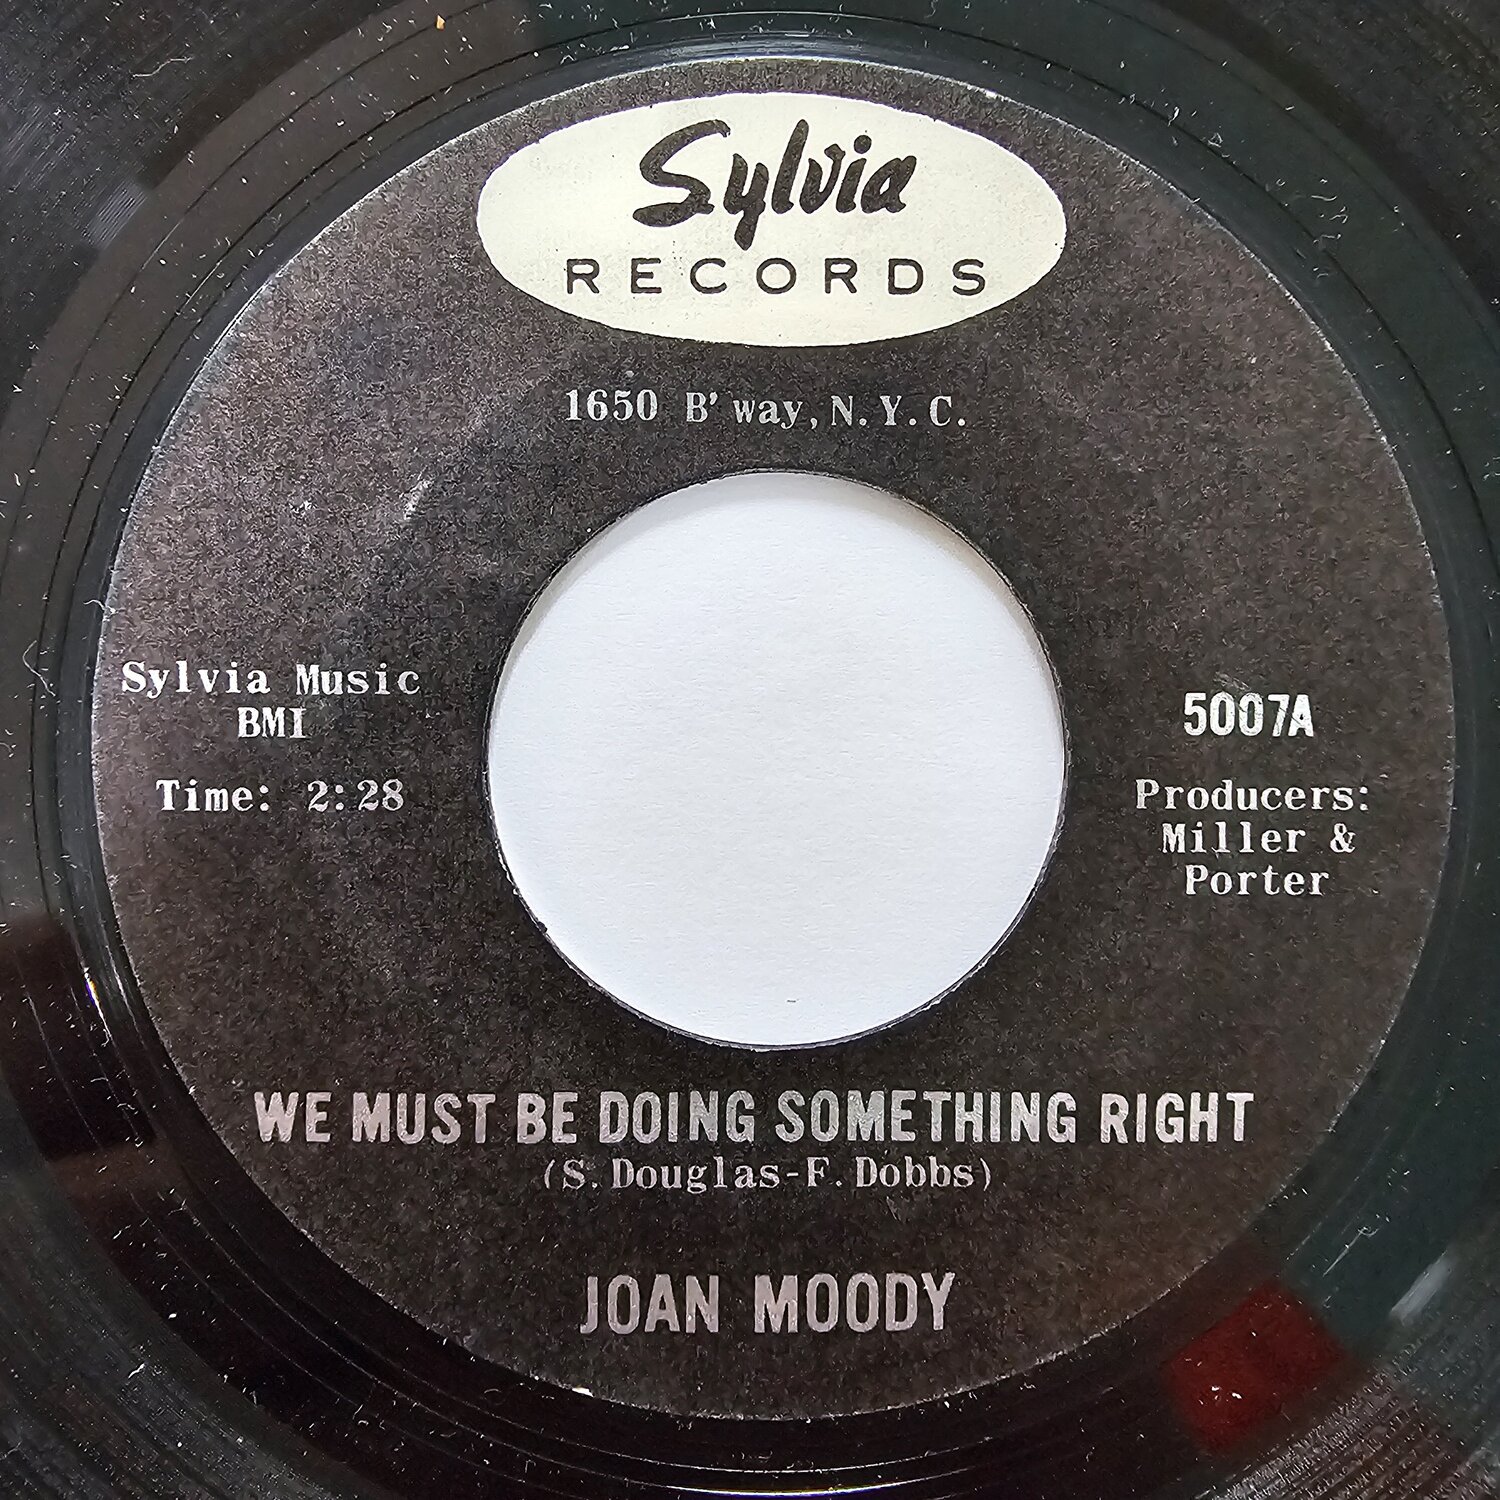 Sylvia
RECORDS
1650 B'way, N.Y.C.
Sylvia Music
BMI
Time: 2:28
5007A
Producers:
Miller &
Porter
WE MUST BE DOING SOMETHING RIGHT
(S. Douglas-F. Dobbs)
JOAN MOODY